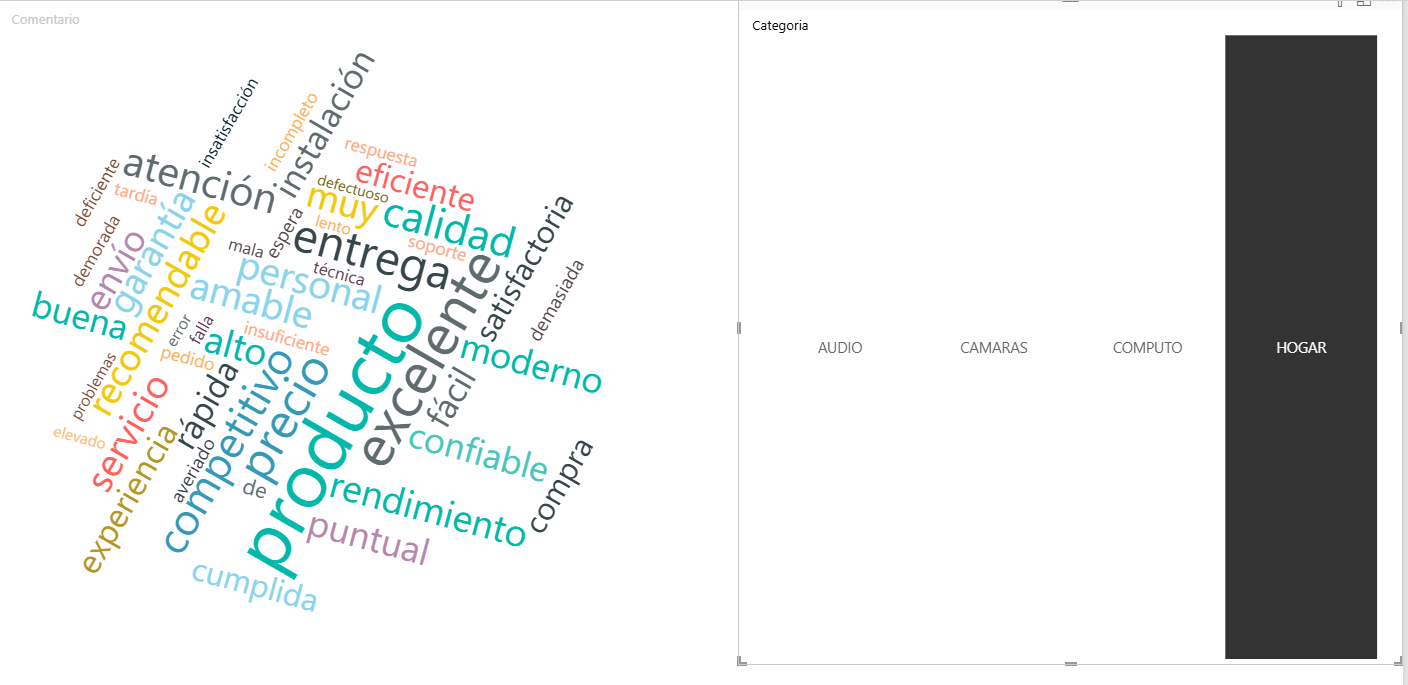 Comentario
Categoria
instalación
insatisfacción
incompleto
respuesta
atención
eficiente
deficiente
tardía
defectuoso
muy
calidad
garantía
recomendable
lento
espera
entrega
soporte
satisfactoria
demorada
envío
mala
técnica
personal
amable
excelente
demasiada
buena
error
falla
alto
insuficiente
producto
moderno
pedido
problemas
rápida
competitivo
precio
fácil
servicio
elevado
confiable
experiencia
averiado
de
rendimiento
compra
puntual
cumplida
AUDIO
CAMARAS
COMPUTO
HOGAR